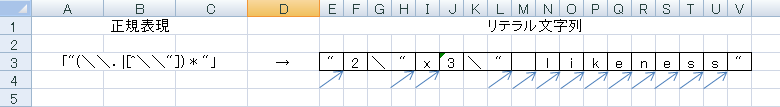 A B C D E F G H I J K L M N O P Q R S T U V
1 正規表現 リテラル文字列
2
3 「“(＼＼.|[^＼＼“])＊“」 → “ 2 ＼ “ x 3 ＼ “ l i k e n e s s “
4
5